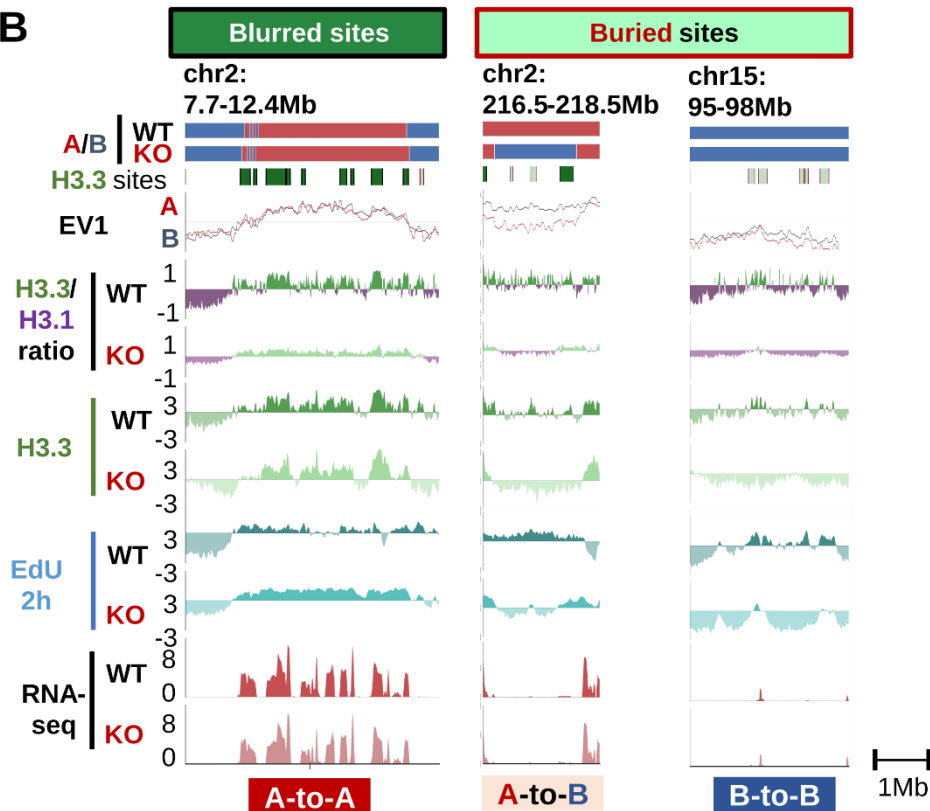 B
Blurred sites
Buried sites
chr2:
7.7-12.4Mb
chr2:
216.5-218.5Mb
chr15:
95-98Mb
A/B
WT
KO
H3.3 sites
EV1
A
B
H3.3/
H3.1
ratio
WT
1
-1
KO
1
-1
H3.3
WT
3
-3
KO
3
-3
EdU
2h
WT
3
-3
KO
3
-3
RNA-
seq
WT
8
0
KO
8
0
A-to-A
A-to-B
B-to-B
1Mb